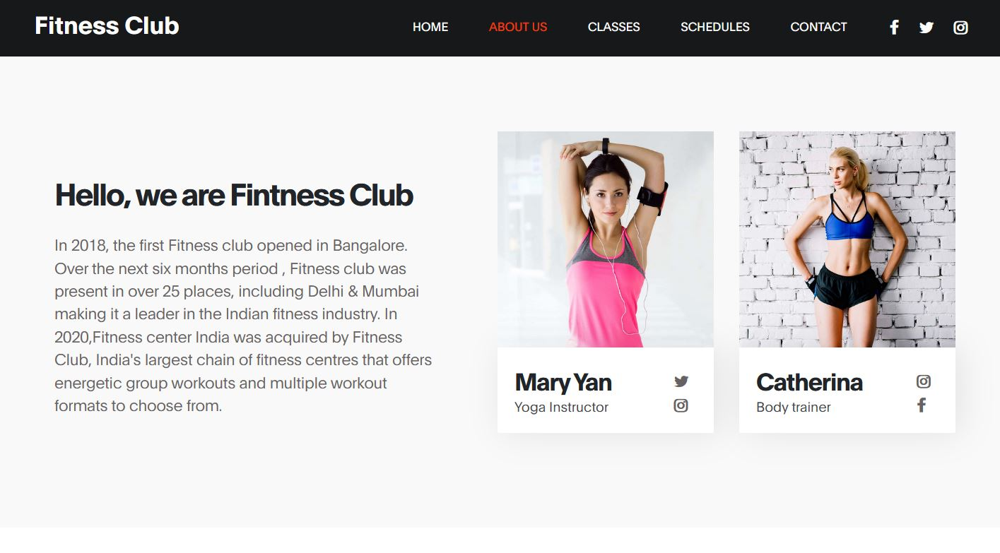 Fitness Club
HOME ABOUT US CLASSES SCHEDULES CONTACT
Hello, we are Fintness Club
In 2018, the first Fitness club opened in Bangalore.
Over the next six months period , Fitness club was
present in over 25 places, including Delhi & Mumbai
making it a leader in the Indian fitness industry. In
2020,Fitness center India was acquired by Fitness
Club, India's largest chain of fitness centres that offers
energetic group workouts and multiple workout
formats to choose from.
Mary Yan
Yoga Instructor
Catherina
Body trainer